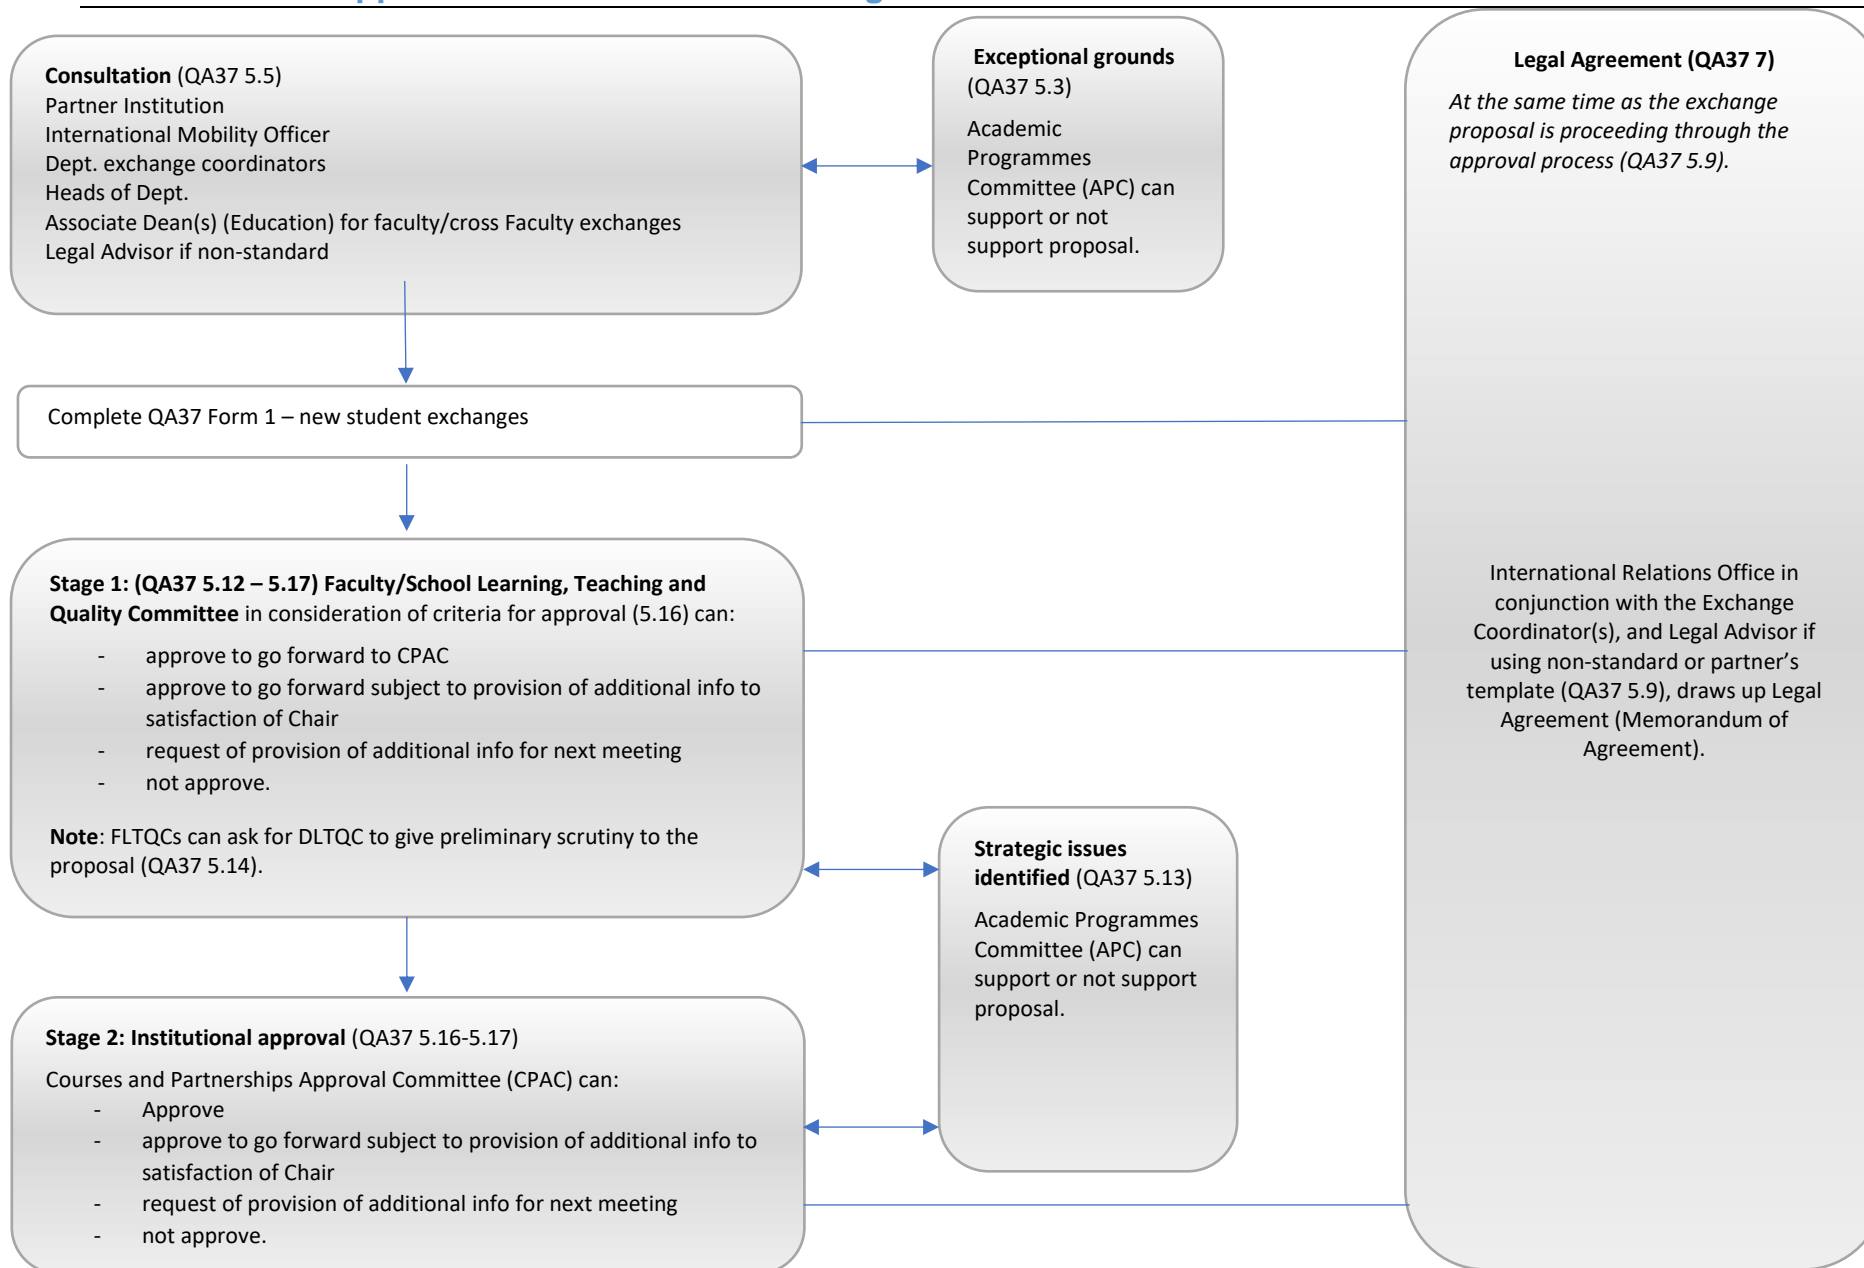 Consultation (QA37 5.5)
Partner Institution
International Mobility Officer
Dept. exchange coordinators
Heads of Dept.
Associate Dean(s) (Education) for faculty/cross Faculty exchanges
Legal Advisor if non-standard
Exceptional grounds
(QA37 5.3)
Academic
Programmes
Committee (APC) can
support or not
support proposal.
Legal Agreement (QA37 7)
At the same time as the exchange
proposal is proceeding through the
approval process (QA37 5.9).
International Relations Office in
conjunction with the Exchange
Coordinator(s), and Legal Advisor if
using non-standard or partner’s
template (QA37 5.9), draws up Legal
Agreement (Memorandum of
Agreement).
Complete QA37 Form 1 – new student exchanges
Stage 1: (QA37 5.12 – 5.17) Faculty/School Learning, Teaching and
Quality Committee in consideration of criteria for approval (5.16) can:
- approve to go forward to CPAC
- approve to go forward subject to provision of additional info to
satisfaction of Chair
- request of provision of additional info for next meeting
- not approve.
Note: FLTQCs can ask for DLTQC to give preliminary scrutiny to the
proposal (QA37 5.14).
Strategic issues
identified (QA37 5.13)
Academic Programmes
Committee (APC) can
support or not support
proposal.
Stage 2: Institutional approval (QA37 5.16-5.17)
Courses and Partnerships Approval Committee (CPAC) can:
- Approve
- approve to go forward subject to provision of additional info to
satisfaction of Chair
- request of provision of additional info for next meeting
- not approve.